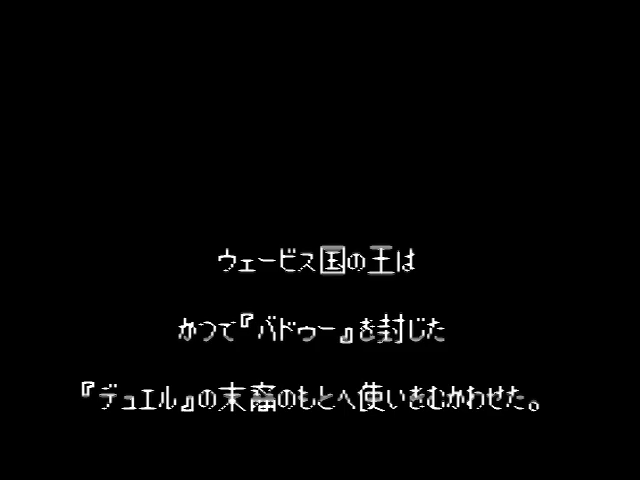 ウェービス国の王は
かつて『バドゥー』を封じた
『デュエル』の末裔のもとへ使いをむかわせた。